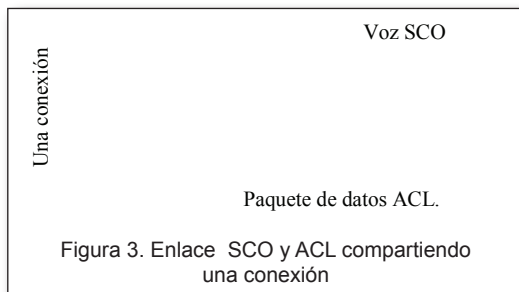 Voz SCO
Una conexión
Paquete de datos ACL.
Figura 3. Enlace  SCO y ACL compartiendo
una conexión